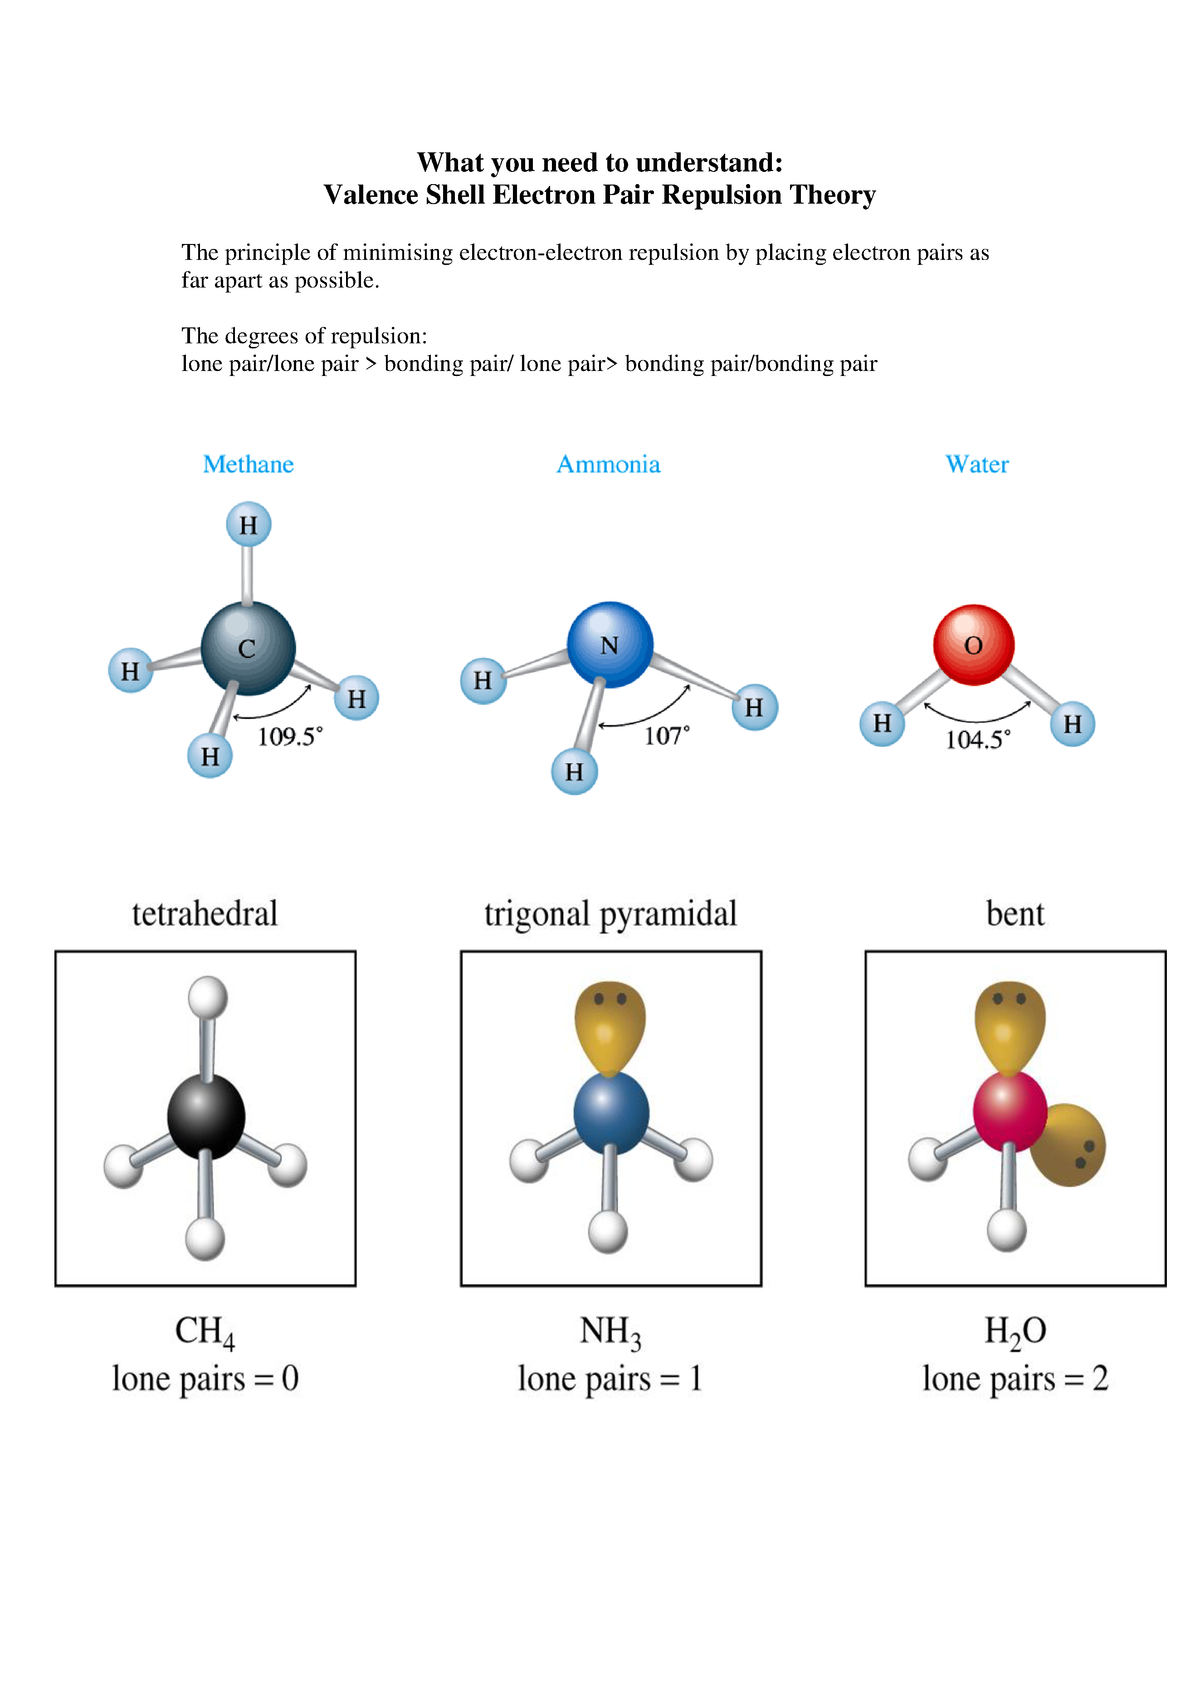 What you need to understand:
Valence Shell Electron Pair Repulsion Theory
The principle of minimising electron-electron repulsion by placing electron pairs as
far apart as possible.
The degrees of repulsion:
lone pair/lone pair > bonding pair/ lone pair> bonding pair/bonding pair
Methane
Ammonia
Water
H
C
H
H
H
109.5°
N
H
H
H
107°
O
H
H
104.5°
tetrahedral
trigonal pyramidal
bent
CH₄
lone pairs = 0
NH₃
lone pairs = 1
H₂O
lone pairs = 2